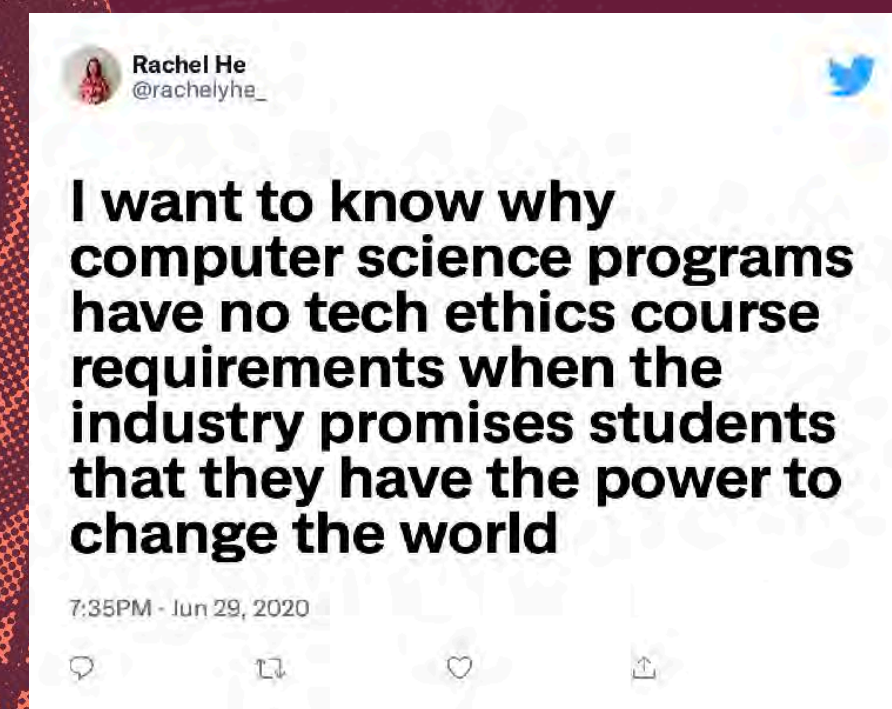 Rachel He
@rachelyhe_
I want to know why
computer science programs
have no tech ethics course
requirements when the
industry promises students
that they have the power to
change the world
7:35PM - Jun 29, 2020